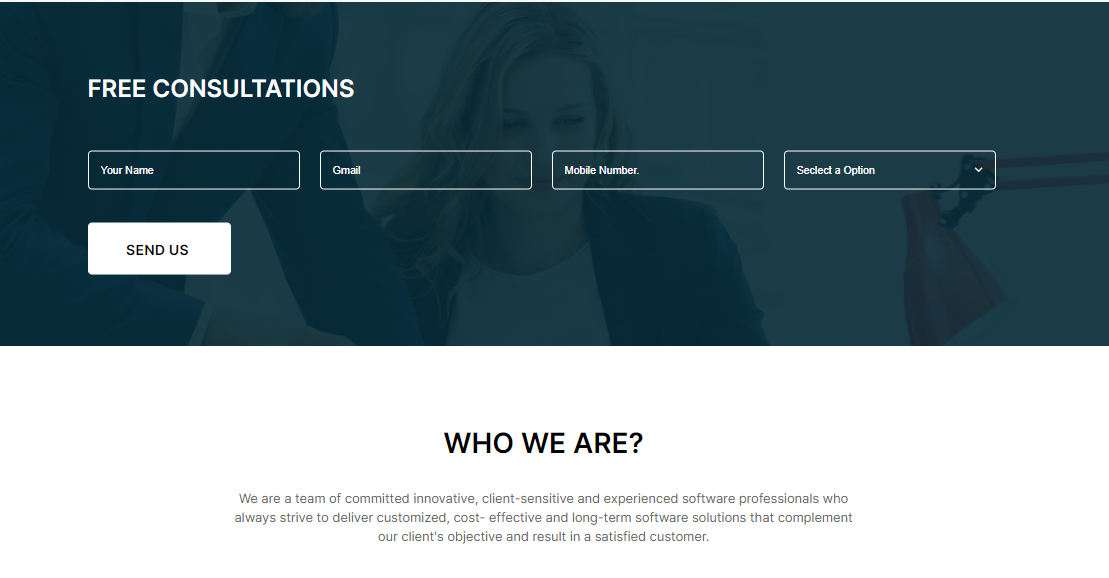 FREE CONSULTATIONS
Your Name
Gmail
Mobile Number.
Seclect a Option
SEND US
WHO WE ARE?
We are a team of committed innovative, client-sensitive and experienced software professionals who
always strive to deliver customized, cost- effective and long-term software solutions that complement
our client's objective and result in a satisfied customer.